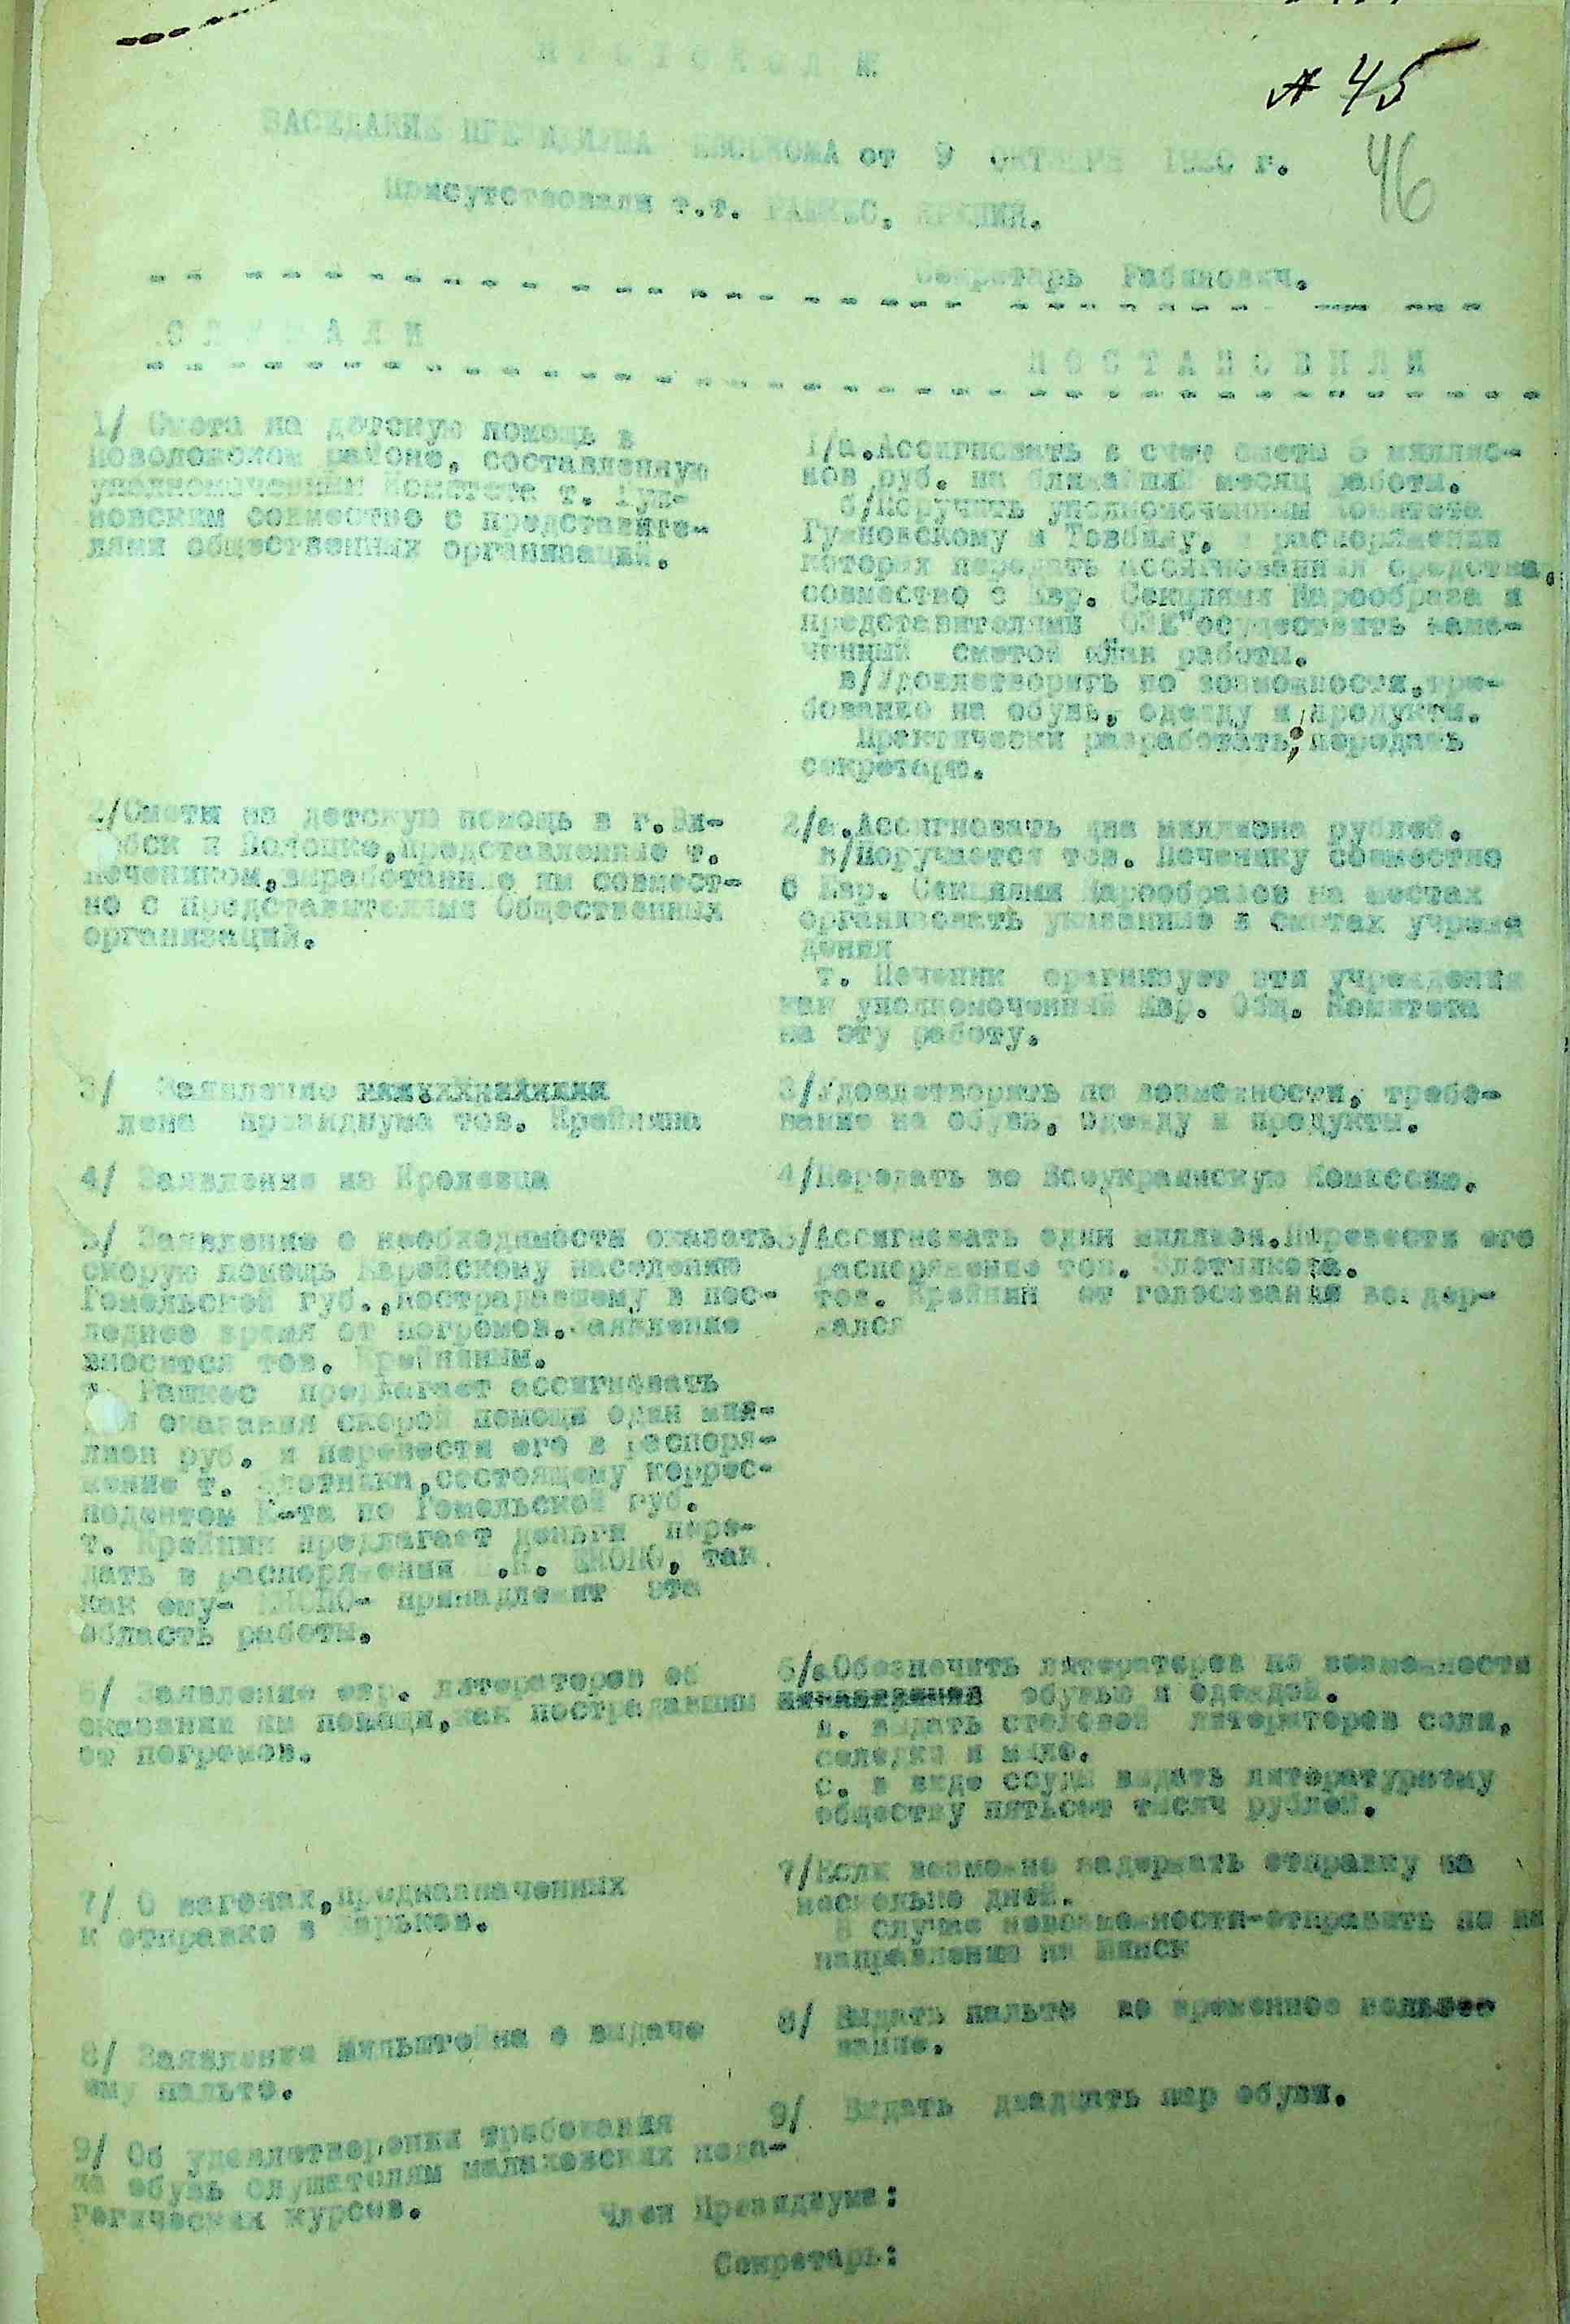 П Р О Т О К О Л №
№ 45
46
ЗАСЕДАНИЕ ПРЕЗИДИУМА от 9 ОКТЯБРЯ 1920 г.
Присутствовали т.т. РАШКЕС, КРЕЙНИН.
Секретарь Рабинович.
С Л У Ш А Л И
П О С Т А Н О В И Л И
1/ Смета на детскую помощь в
районе, составленную
уполномоченным Комитета т.
новским совместно с представите-
лями общественных организаций.
1/а.Ассигновать в счет сметы 5 миллио-
нов руб. на ближайший месяц работы.
б/Поручить уполномоченным Комитета
и распоряжение
которых передать ассигнованная средства,
совместно с Евр. Секциями Наробраза и
представителями ОЗЕ"осуществить наме-
ченный сметой план работы.
в/Удовлетворить по возможности,тре-
бование на обувь, одежду и продукты.
Практически разработать, передать
секретарю.
2/Сметы на детскую помощь в г.Ви-
тебск и Полоцке,представленные т.
Печеником,выработанные им совмест-
но с представителями Общественных
организаций.
2/а.Ассигновать два миллиона рублей.
в/Поручается тов. Печенику совместно
с Евр. Секциями Наробразов на местах
организовать указанные в сметах учреж
дения
т. Печеник организует эти учреждения
как уполномоченный Евр. Общ. Комитета
на эту работу.
3/ Заявление
лена президиума тов. Крейнина
3/Удовлетворить по возможности, требо-
вание на обувь, одежду и продукты.
4/ Заявление из Кролевца
4/Передать во Всеукраинскую Комиссию.
5/ Заявление о необходимости оказать
скорую помощь Еврейскому населению
Гомельской губ.,пострадавшему в пос-
леднее время от погромов.Заявление
вносится тов. Крейниным.
т. Рашкес предлагает ассигновать
для оказания скорой помощи один мил-
лион руб. и перевести его в распоря-
жение т. состоящему коррес-
подентом К-та по Гомельской губ.
т. Крейнин предлагает деньги пере-
дать в распоряжения Ц.К. ЕКОПО, так
как ему- ЕКОПО- принадлежит эта
область работы.
5/Ассигновать один миллион.Перевести его
распоряжение тов.
тов. Крейнин от голосования воздер-
жался
6/ Заявление евр. литераторов об
оказании им помощи,как пострадавшим
от погромов.
6/аОбезпечить литераторов по возможности
обувью и одеждой.
в. выдать столовой литераторов соли,
селедки и мыло.
с. в виде ссуды выдать литературному
обществу пятьсот тысяч рублей.
7/ О вагонах,предназначенных
к отправке в Харьков.
7/Если возможно задержать отправку на
несколько дней.
В случае невозможности-отправить по на
направлению на Минск
8/ Заявление Мильштейна о выдаче
ему пальто.
8/ Выдать пальто во временное пользо
вание.
9/ Об удовлетворении требования
на обувь слушателям малаховских педа-
гогических курсов.
9/ Выдать двадцать пар обуви.
Член Президиума:
Секретарь: